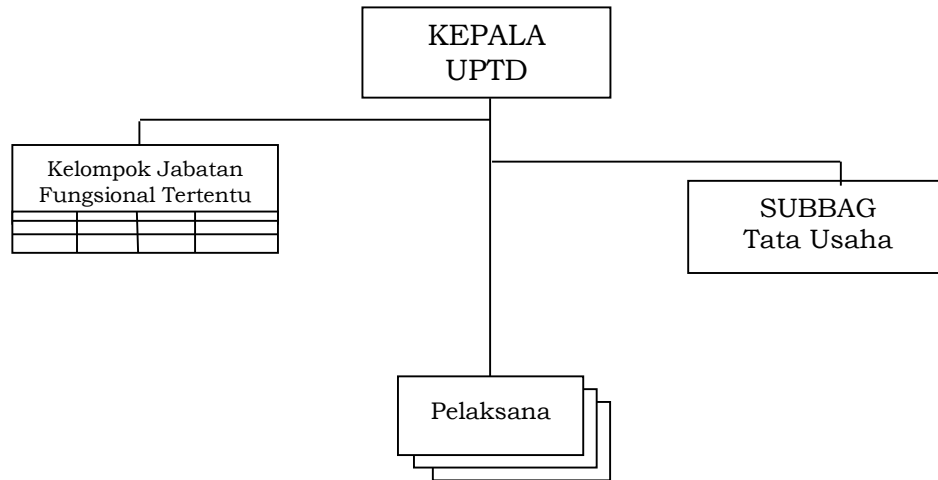 KEPALA
UPTD
Kelompok Jabatan
Fungsional Tertentu
SUBBAG
Tata Usaha
Pelaksana